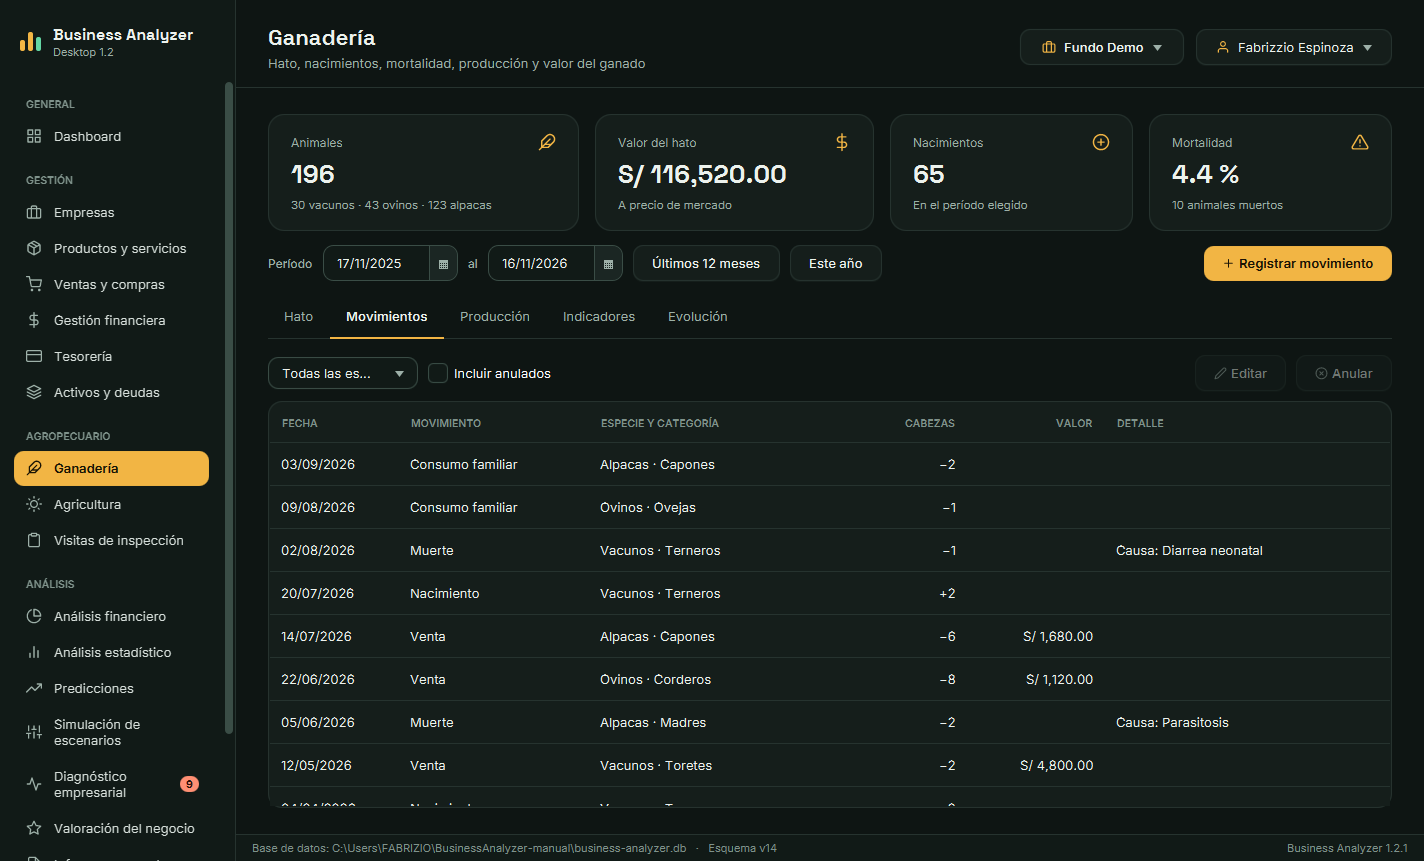 Business Analyzer
Desktop 1.2
GENERAL
Dashboard
GESTIÓN
Empresas
Productos y servicios
Ventas y compras
Gestión financiera
Tesorería
Activos y deudas
AGROPECUARIO
Ganadería
Agricultura
Visitas de inspección
ANÁLISIS
Análisis financiero
Análisis estadístico
Predicciones
Simulación de
escenarios
Diagnóstico
empresarial
9
Valoración del negocio
Ganadería
Hato, nacimientos, mortalidad, producción y valor del ganado
Fundo Demo
Fabrizzio Espinoza
Animales
196
30 vacunos · 43 ovinos · 123 alpacas
Valor del hato
S/ 116,520.00
A precio de mercado
Nacimientos
65
En el período elegido
Mortalidad
4.4 %
10 animales muertos
Período 17/11/2025 al 16/11/2026 Últimos 12 meses Este año + Registrar movimiento
Hato Movimientos Producción Indicadores Evolución
Todas las es... Incluir anulados Editar Anular
FECHA MOVIMIENTO ESPECIE Y CATEGORÍA CABEZAS VALOR DETALLE
03/09/2026 Consumo familiar Alpacas · Capones −2
09/08/2026 Consumo familiar Ovinos · Ovejas −1
02/08/2026 Muerte Vacunos · Terneros −1 Causa: Diarrea neonatal
20/07/2026 Nacimiento Vacunos · Terneros +2
14/07/2026 Venta Alpacas · Capones −6 S/ 1,680.00
22/06/2026 Venta Ovinos · Corderos −8 S/ 1,120.00
05/06/2026 Muerte Alpacas · Madres −2 Causa: Parasitosis
12/05/2026 Venta Vacunos · Toretes −2 S/ 4,800.00
Base de datos: C:\Users\FABRIZIO\BusinessAnalyzer-manual\business-analyzer.db · Esquema v14
Business Analyzer 1.2.1